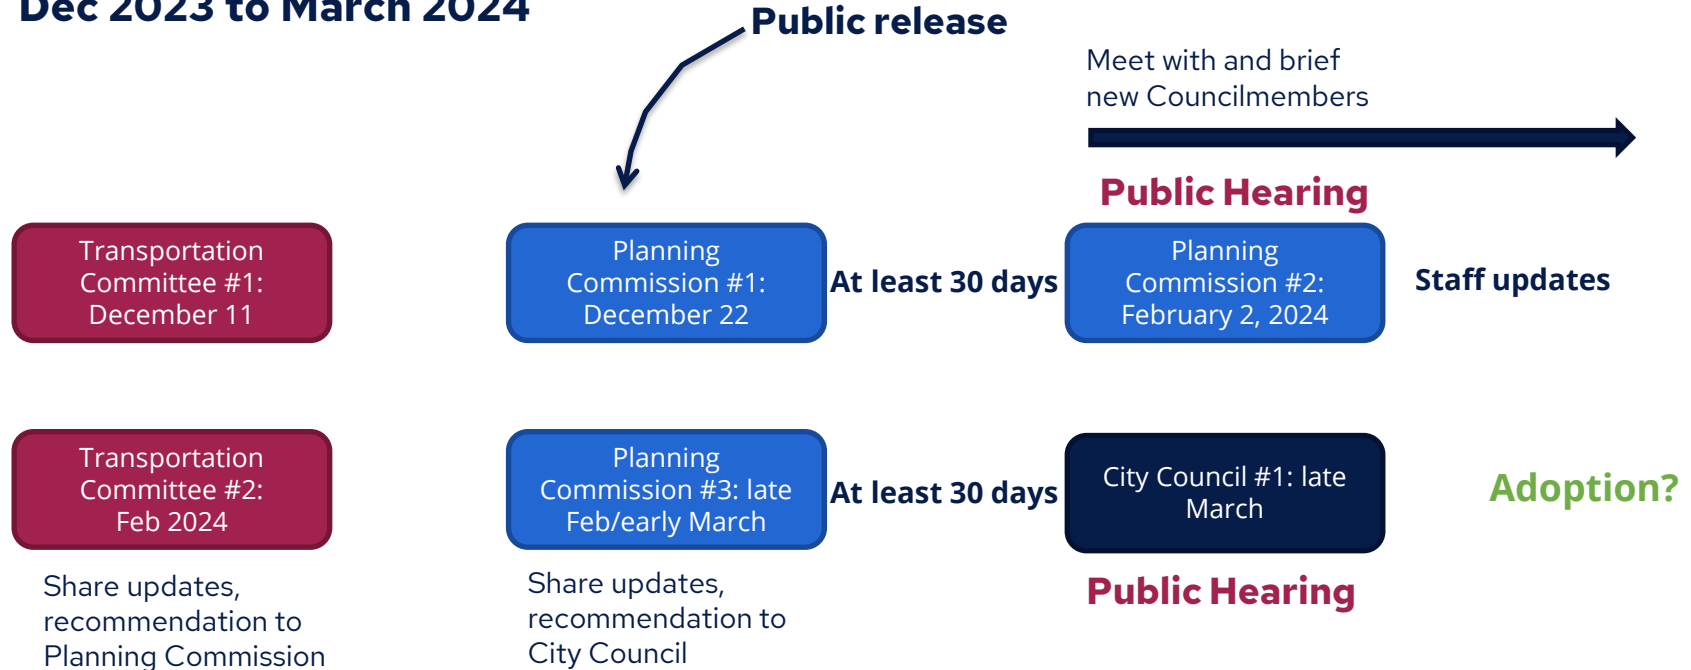 Dec 2023 to March 2024
Public release
Meet with and brief
new Councilmembers
Public Hearing
Transportation
Committee #1:
December 11
Planning
Commission #1:
December 22
At least 30 days
Planning
Commission #2:
February 2, 2024
Staff updates
Transportation
Committee #2:
Feb 2024
Planning
Commission #3: late
Feb/early March
At least 30 days
City Council #1: late
March
Adoption?
Share updates,
recommendation to
Planning Commission
Share updates,
recommendation to
City Council
Public Hearing